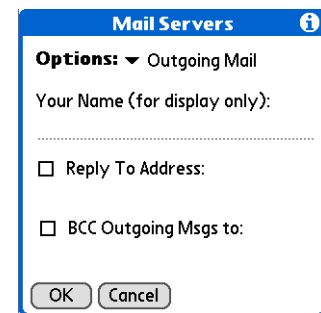 Mail Servers
Options: Outgoing Mail
Your Name (for display only):
Reply To Address:
BCC Outgoing Msgs to:
OK Cancel